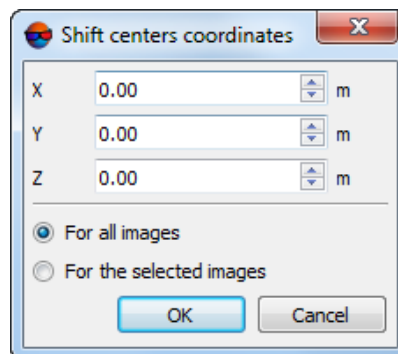 Shift centers coordinates
X 0.00 m
Y 0.00 m
Z 0.00 m
For all images
For the selected images
OK Cancel